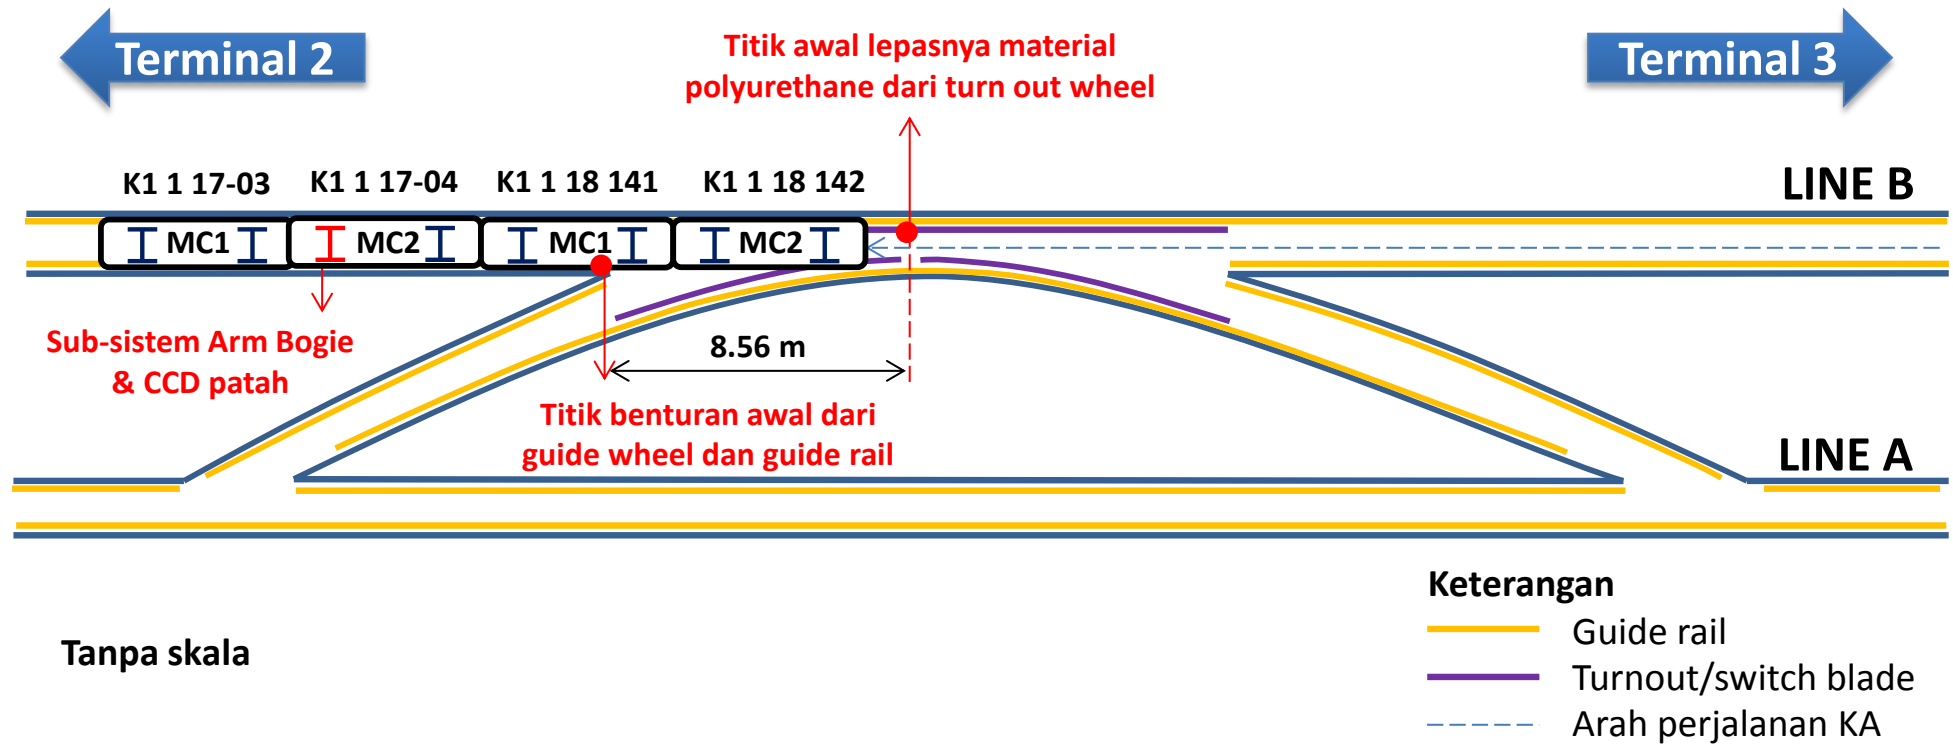 Terminal 2
Titik awal lepasnya material
polyurethane dari turn out wheel
Terminal 3
K1 1 17-03
K1 1 17-04
K1 1 18 141
K1 1 18 142
LINE B
MC1
MC2
MC1
MC2
Sub-sistem Arm Bogie
& CCD patah
8.56 m
Titik benturan awal dari
guide wheel dan guide rail
LINE A
Tanpa skala
Keterangan
Guide rail
Turnout/switch blade
Arah perjalanan KA